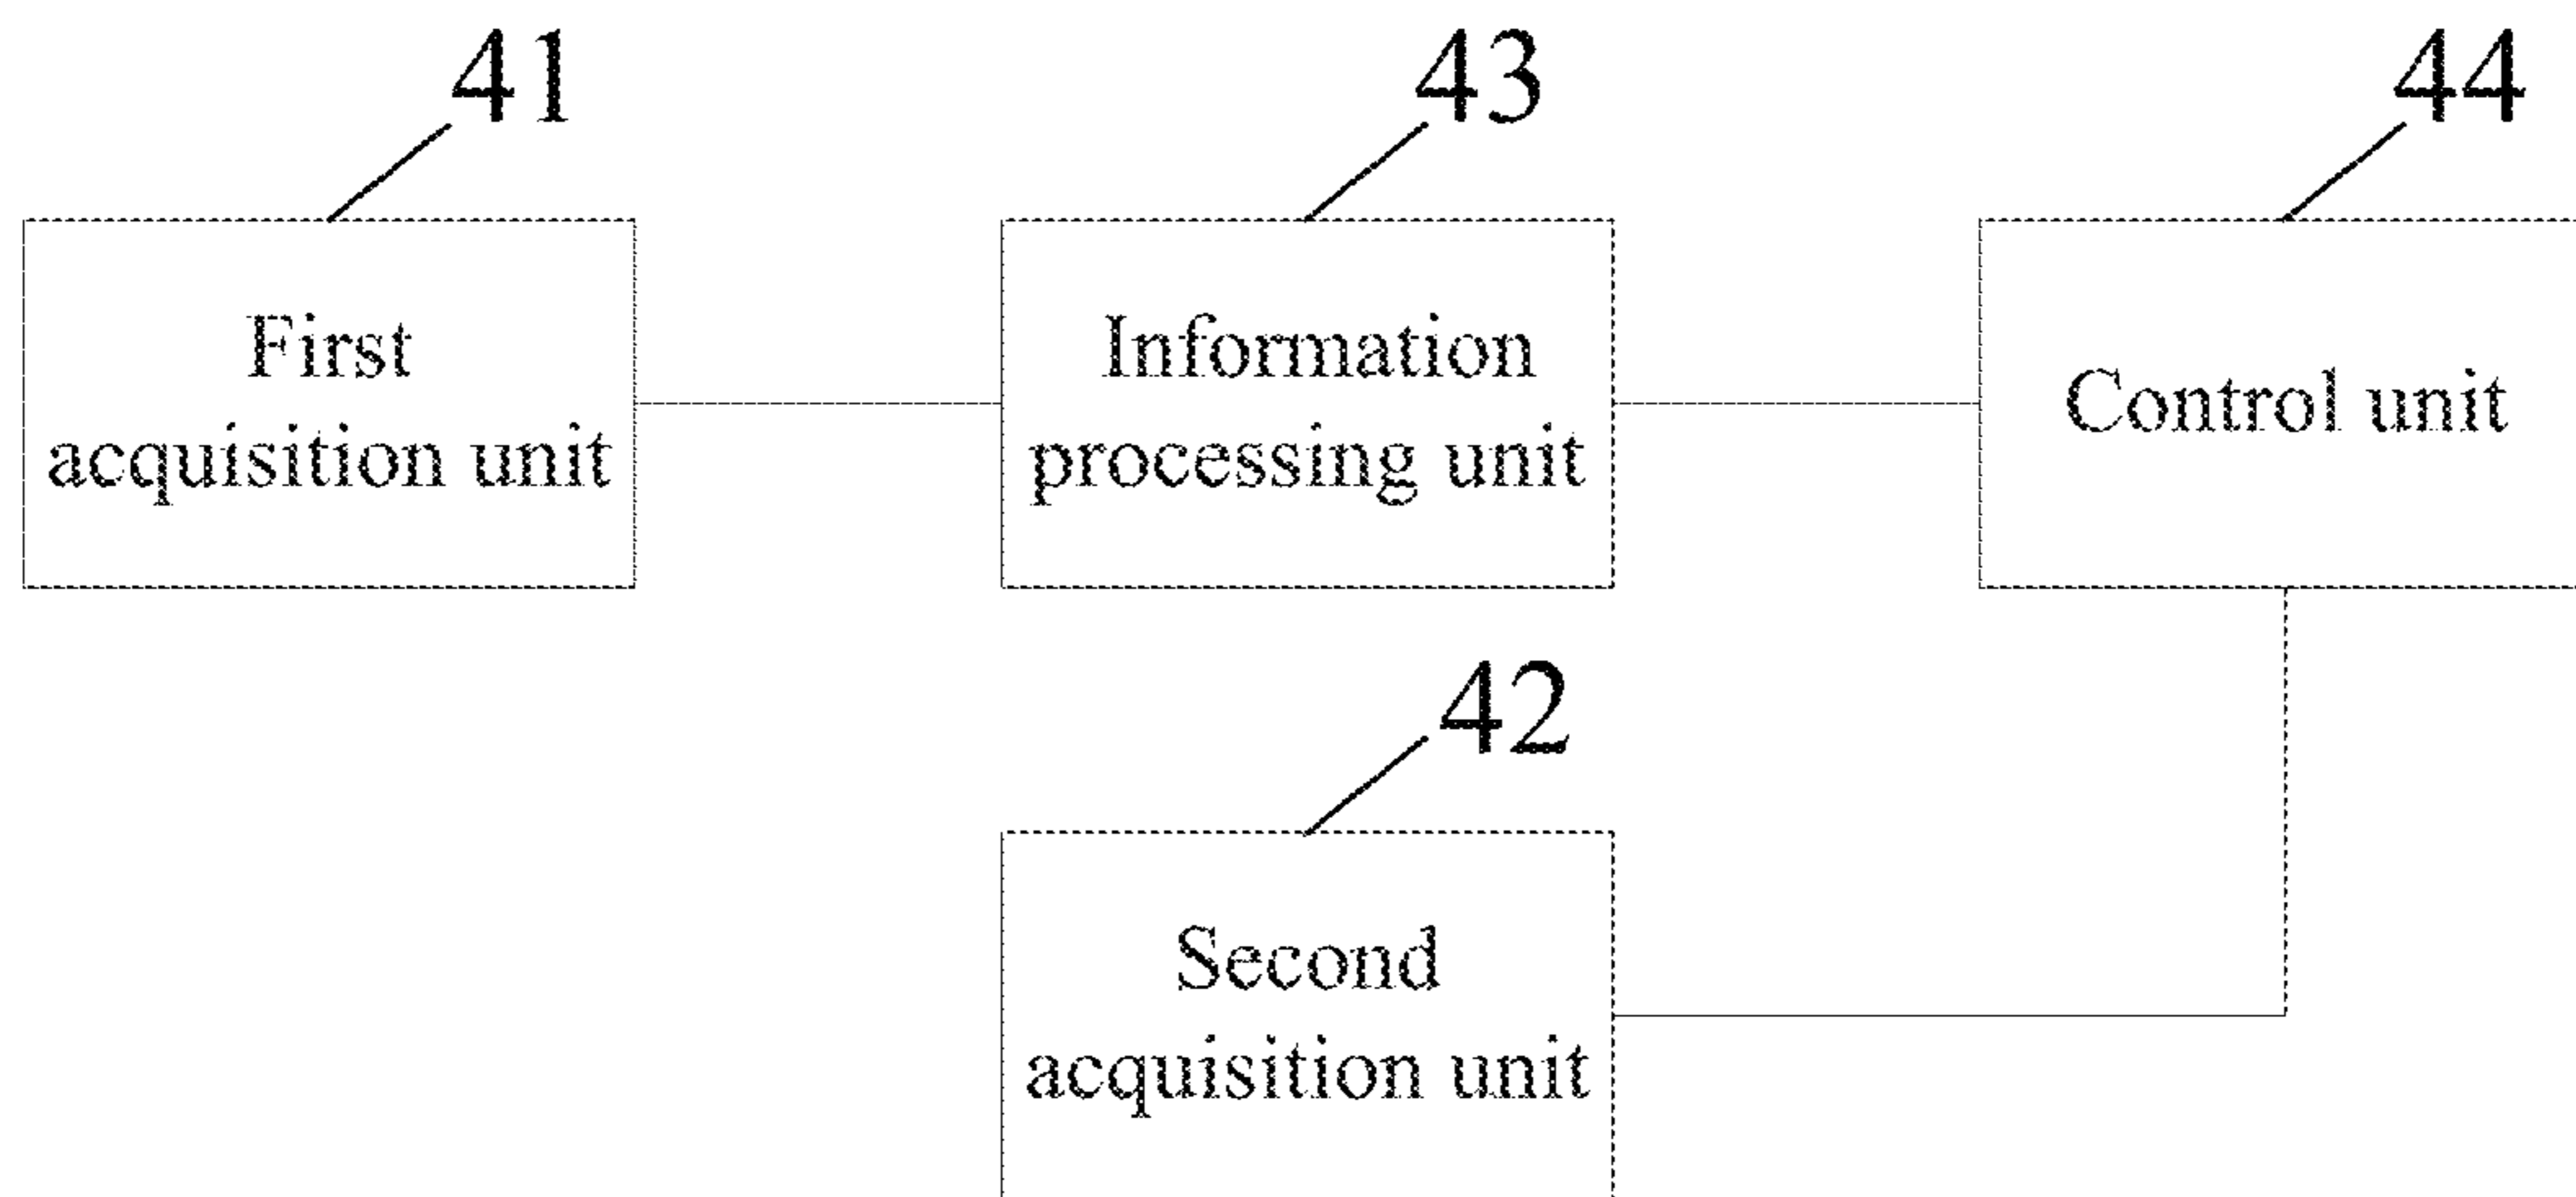 41
43
44
First
acquisition unit
Information
processing unit
Control unit
42
Second
acquisition unit